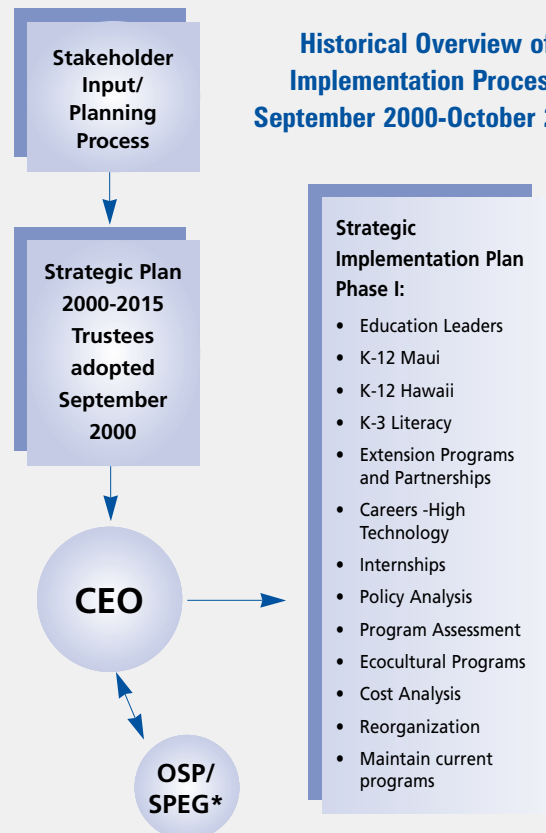 Historical Overview of
Implementation Proces
September 2000-October
Stakeholder
Input/
Planning
Process
Strategic Plan
2000-2015
Trustees
adopted
September
2000
CEO
OSP/
SPEG*
Strategic
Implementation Plan
Phase I:
• Education Leaders
• K-12 Maui
• K-12 Hawaii
• K-3 Literacy
• Extension Programs
and Partnerships
• Careers -High
Technology
• Internships
• Policy Analysis
• Program Assessment
• Ecocultural Programs
• Cost Analysis
• Reorganization
• Maintain current
programs